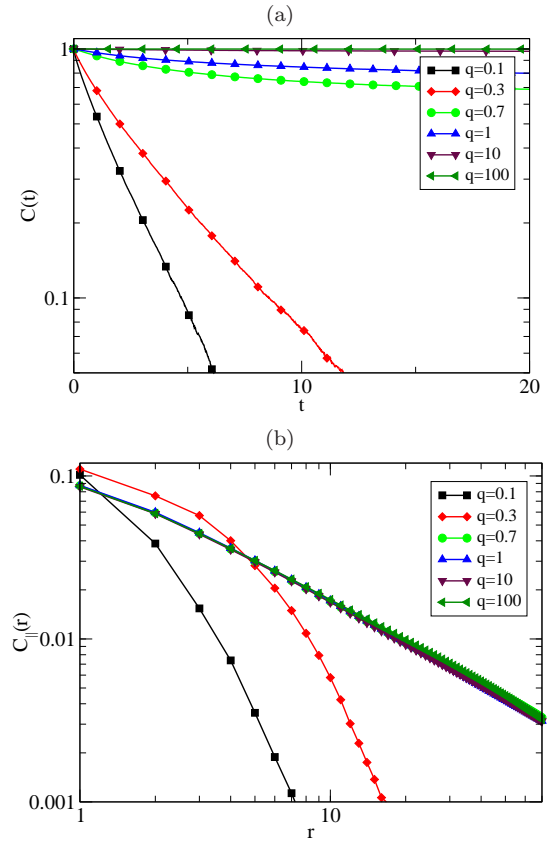 (a)
1
0.1
C(t)
0
10
20
t
q=0.1
q=0.3
q=0.7
q=1
q=10
q=100
(b)
0.1
0.01
0.001
C||(r)
1
10
r
q=0.1
q=0.3
q=0.7
q=1
q=10
q=100